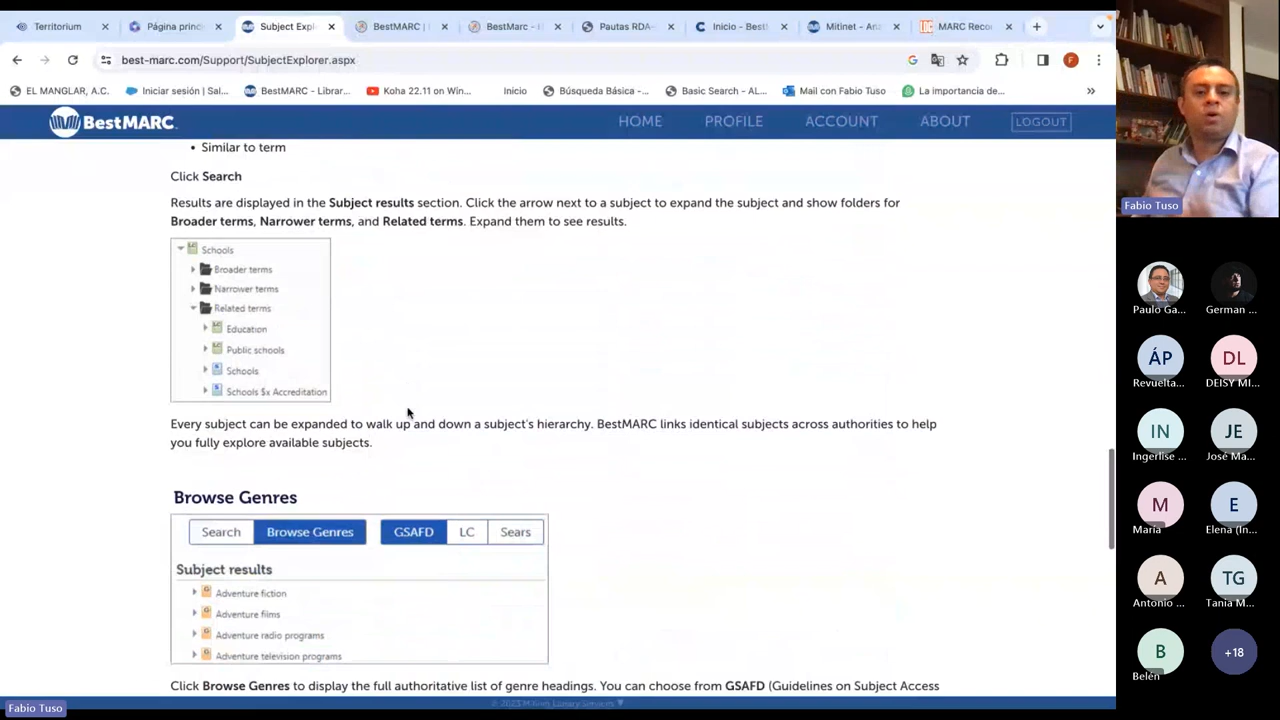 Territorium
Página princ
Subject Expl
BestMARC |
BestMarc -
Pautas RDA-
Inicio - Best
Mitinet - An
MARC Reco
best-marc.com/Support/SubjectExplorer.aspx
EL MANGLAR, A.C.
Iniciar sesión | Sal...
BestMARC - Librar...
Koha 22.11 on Win...
Inicio
Búsqueda Básica -...
Basic Search - AL...
Mail con Fabio Tuso
La importancia de...
BestMARC
HOME
PROFILE
ACCOUNT
ABOUT
LOGOUT
• Similar to term
Click Search
Results are displayed in the Subject results section. Click the arrow next to a subject to expand the subject and show folders for
Broader terms, Narrower terms, and Related terms. Expand them to see results.
Schools
Broader terms
Narrower terms
Related terms
Education
Public schools
Schools
Schools $x Accreditation
Every subject can be expanded to walk up and down a subject's hierarchy. BestMARC links identical subjects across authorities to help
you fully explore available subjects.
Browse Genres
Search
Browse Genres
GSAFD
LC
Sears
Subject results
Adventure fiction
Adventure films
Adventure radio programs
Adventure television programs
Click Browse Genres to display the full authoritative list of genre headings. You can choose from GSAFD (Guidelines on Subject Access
Fabio Tuso
Fabio Tuso
Paulo Ga...
German ...
ÁP
Revuelta...
DL
DEISY MI...
IN
Ingerlise ...
JE
José Ma...
M
María
E
Elena (In...
A
Antonio ...
TG
Tania M...
B
Belén
+18